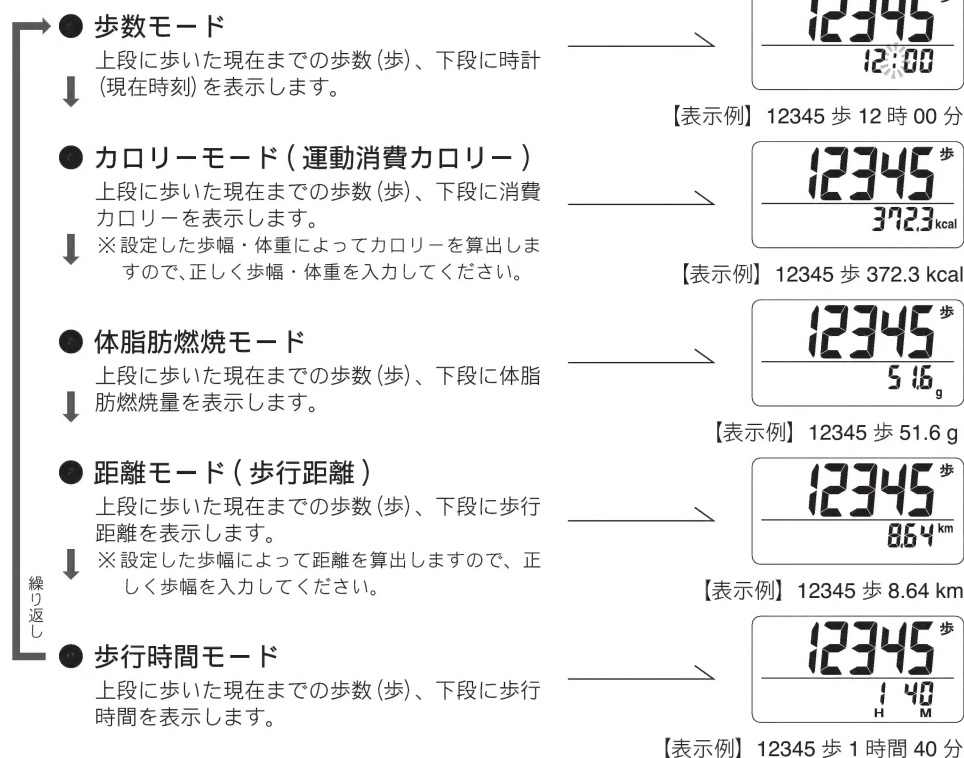 ● 歩数モード
上段に歩いた現在までの歩数(歩)、下段に時計
(現在時刻)を表示します。
12345 歩
12:00
【表示例】 12345 歩 12 時 00 分
● カロリーモード ( 運動消費カロリー )
上段に歩いた現在までの歩数(歩)、下段に消費
カロリーを表示します。
※設定した歩幅・体重によってカロリーを算出しま
すので、正しく歩幅・体重を入力してください。
12345 歩
372.3 kcal
【表示例】 12345 歩 372.3 kcal
● 体脂肪燃焼モード
上段に歩いた現在までの歩数(歩)、下段に体脂
肪燃焼量を表示します。
12345 歩
51.6 g
【表示例】 12345 歩 51.6 g
● 距離モード ( 歩行距離 )
上段に歩いた現在までの歩数(歩)、下段に歩行
距離を表示します。
※設定した歩幅によって距離を算出しますので、正
しく歩幅を入力してください。
12345 歩
8.64 km
【表示例】 12345 歩 8.64 km
繰り返し
● 歩行時間モード
上段に歩いた現在までの歩数(歩)、下段に歩行
時間を表示します。
12345 歩
1 40
H M
【表示例】 12345 歩 1 時間 40 分